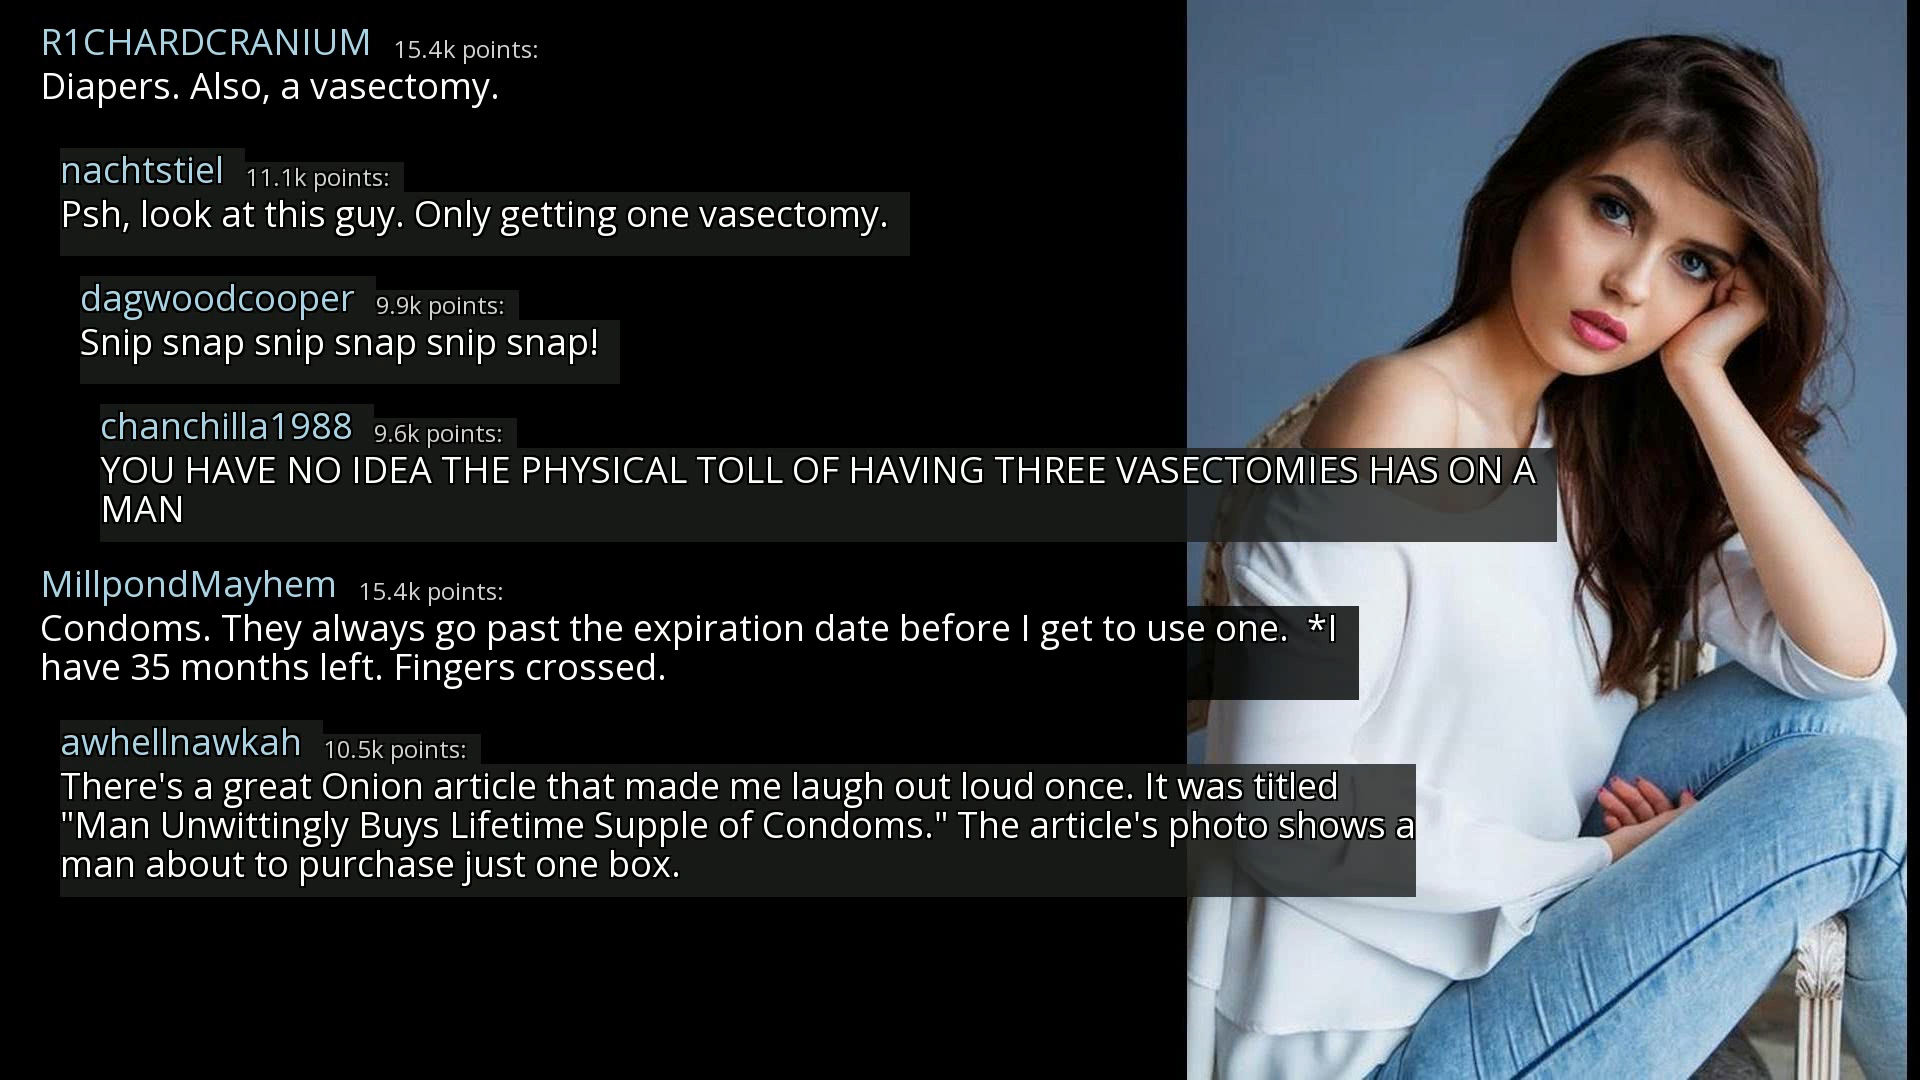 R1CHARDCRANIUM 15.4k points:
Diapers. Also, a vasectomy.
nachtstiel 11.1k points:
Psh, look at this guy. Only getting one vasectomy.
dagwoodcooper 9.9k points:
Snip snap snip snap snip snap!
chanchilla1988 9.6k points:
YOU HAVE NO IDEA THE PHYSICAL TOLL OF HAVING THREE VASECTOMIES HAS ON A
MAN
MillpondMayhem 15.4k points:
Condoms. They always go past the expiration date before I get to use one.  *I
have 35 months left. Fingers crossed.
awhellnawkah 10.5k points:
There's a great Onion article that made me laugh out loud once. It was titled
"Man Unwittingly Buys Lifetime Supple of Condoms." The article's photo shows a
man about to purchase just one box.